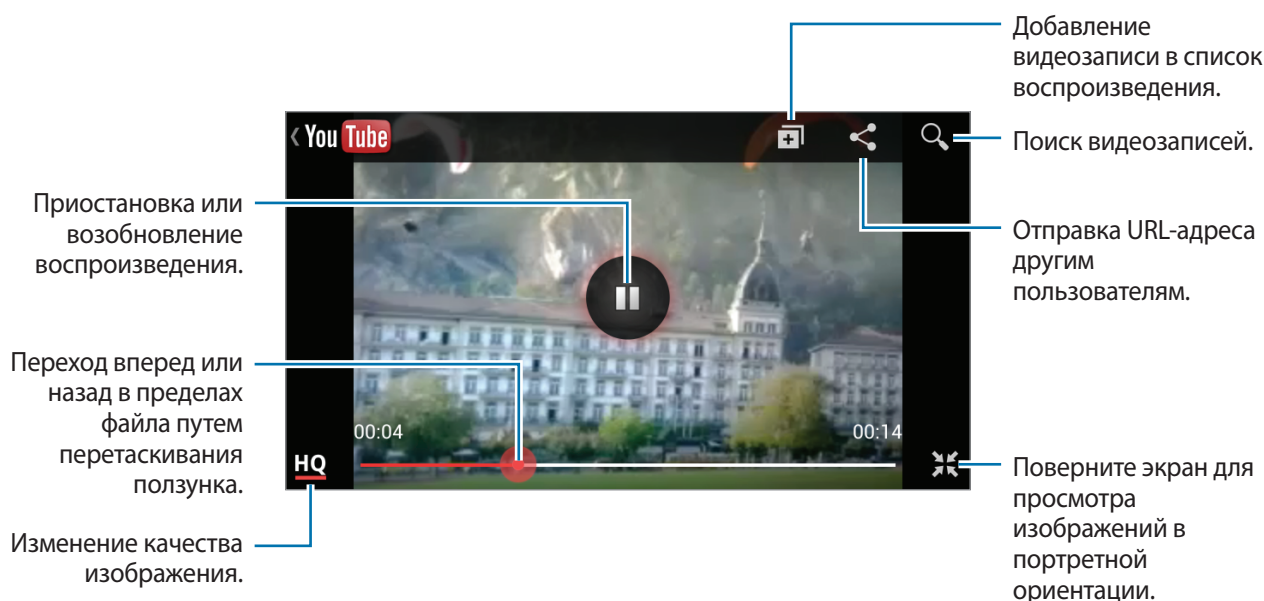 Добавление
видеозаписи в список
воспроизведения.
You Tube
Поиск видеозаписей.
Приостановка или
возобновление
воспроизведения.
Отправка URL-адреса
другим
пользователям.
Переход вперед или
назад в пределах
файла путем
перетаскивания
ползунка.
00:04
00:14
HQ
Поверните экран для
просмотра
изображений в
портретной
ориентации.
Изменение качества
изображения.